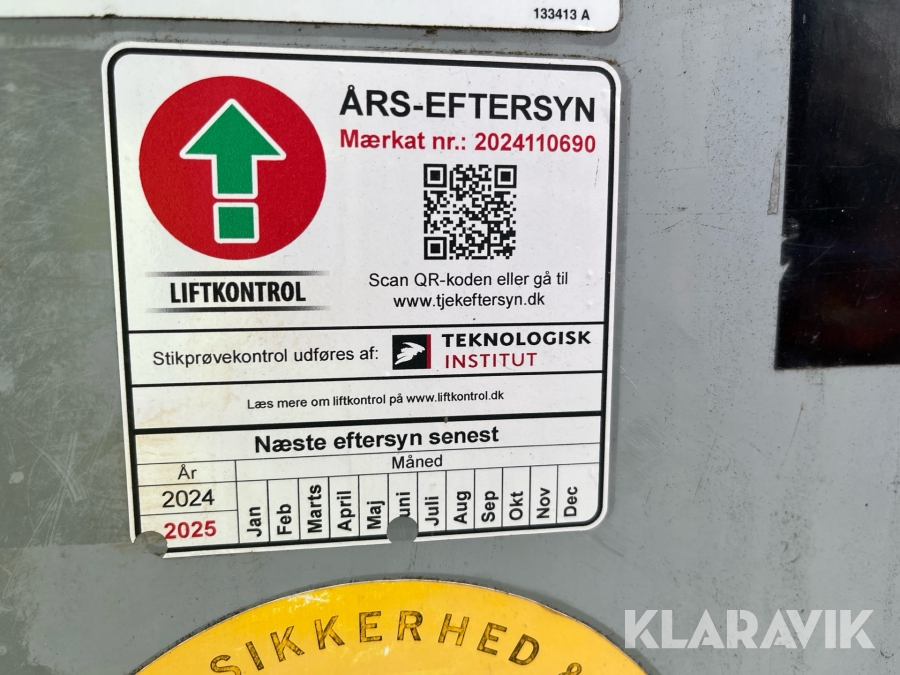 133413 A
ÅRS-EFTERSYN
Mærkat nr.: 2024110690
Scan QR-koden eller gå til
www.tjekeftersyn.dk
LIFTKONTROL
Stikprøvekontrol udføres af:
TEKNOLOGISK
INSTITUT
Læs mere om liftkontrol på www.liftkontrol.dk
Næste eftersyn senest
År
Måned
2024
2025
Jan
Feb
Marts
April
Maj
uni
Juli
Aug
Sep
Okt
Nov
Dec
SIKKERHED &
KLARAVIK